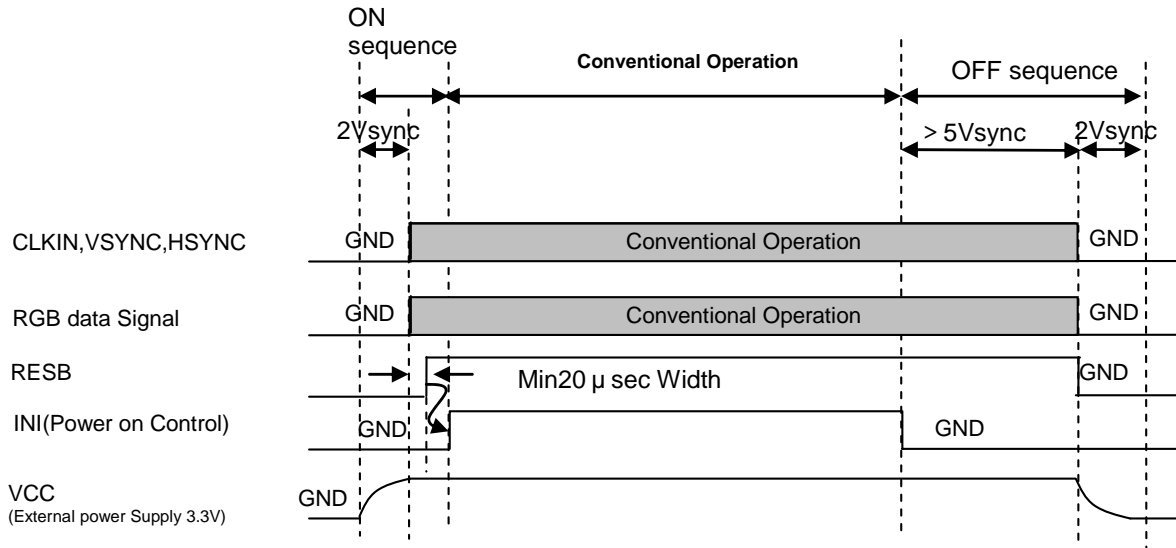 ON
sequence
Conventional Operation
OFF sequence
2Vsync
> 5Vsync
2Vsync
CLKIN,VSYNC,HSYNC
GND
Conventional Operation
GND
RGB data Signal
GND
Conventional Operation
GND
RESB
Min20 μ sec Width
GND
INI(Power on Control)
GND
GND
VCC
(External power Supply 3.3V)
GND